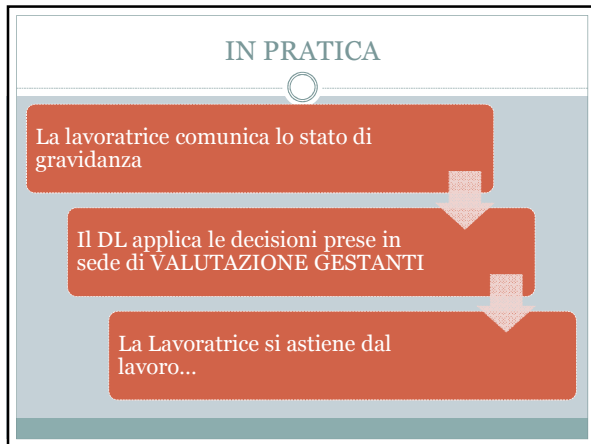 IN PRATICA
La lavoratrice comunica lo stato di
gravidanza
Il DL applica le decisioni prese in
sede di VALUTAZIONE GESTANTI
La Lavoratrice si astiene dal
lavoro...